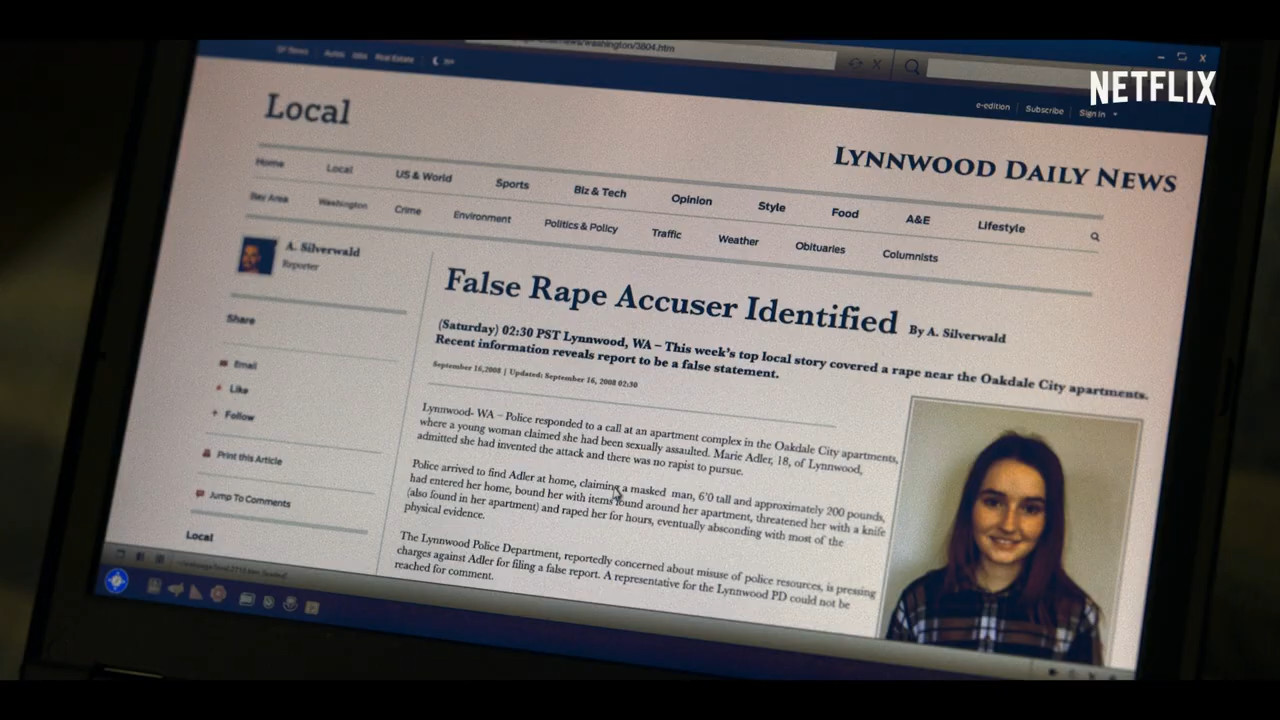 washington/3804.htm
SF News
Autos
Jobs
Real Estate
NETFLIX
e-edition
Subscribe
Sign In
Local
LYNNWOOD DAILY NEWS
Home
Local
US & World
Sports
Biz & Tech
Opinion
Style
Food
A&E
Lifestyle
Bay Area
Washington
Crime
Environment
Politics & Policy
Traffic
Weather
Obituaries
Columnists
A. Silverwald
Reporter
Share
Email
Like
Follow
Print this Article
Jump To Comments
Local
False Rape Accuser Identified By A. Silverwald
(Saturday) 02:30 PST Lynnwood, WA – This week's top local story covered a rape near the Oakdale City apartments.
Recent information reveals report to be a false statement.
September 16,2008 | Updated: September 16, 2008 02:30
Lynnwood- WA – Police responded to a call at an apartment complex in the Oakdale City apartments,
where a young woman claimed she had been sexually assaulted. Marie Adler, 18, of Lynnwood,
admitted she had invented the attack and there was no rapist to pursue.
Police arrived to find Adler at home, claiming a masked man, 6'0 tall and approximately 200 pounds,
had entered her home, bound her with items found around her apartment, threatened her with a knife
(also found in her apartment) and raped her for hours, eventually absconding with most of the
physical evidence.
The Lynnwood Police Department, reportedly concerned about misuse of police resources, is pressing
charges against Adler for filing a false report. A representative for the Lynnwood PD could not be
reached for comment.